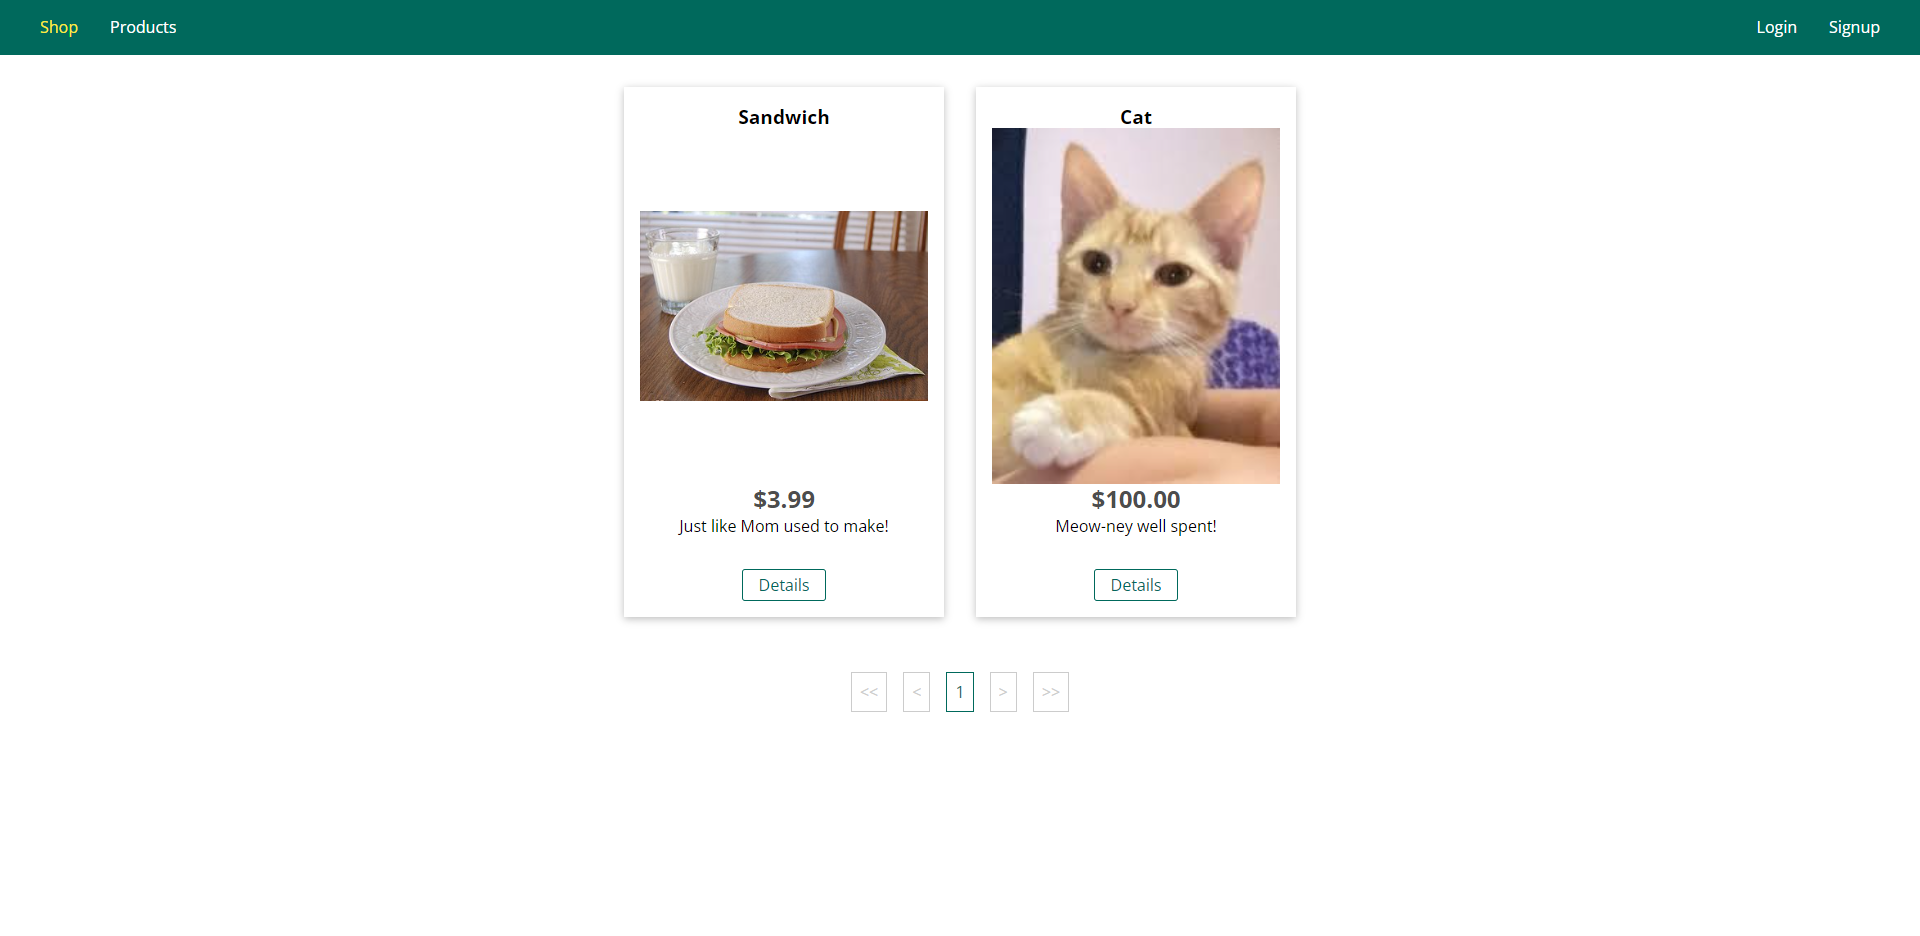 Shop Products Login Signup
Sandwich
$3.99
Just like Mom used to make!
Details
Cat
$100.00
Meow-ney well spent!
Details
<< < 1 > >>